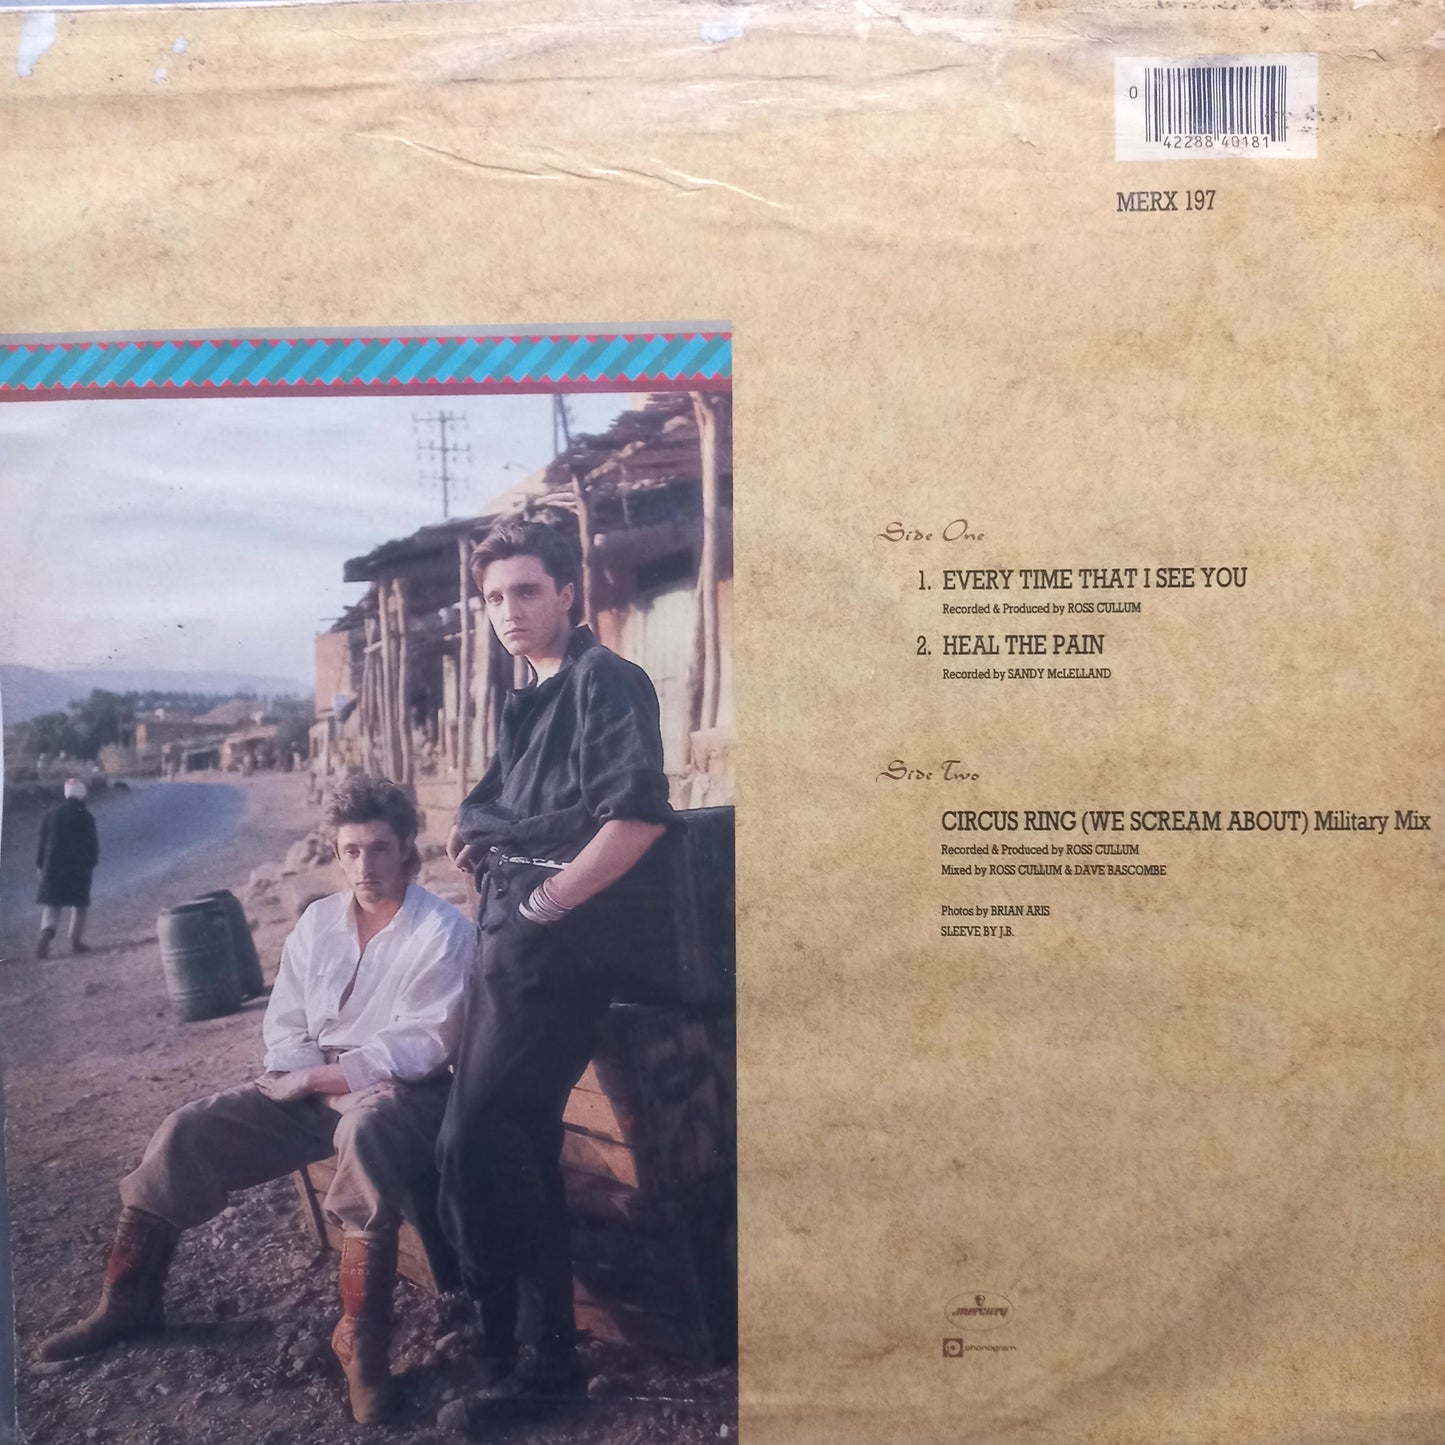 0
42288 40181
MERX 197
Side One
1. EVERY TIME THAT I SEE YOU
Recorded & Produced by ROSS CULLUM
2. HEAL THE PAIN
Recorded by SANDY McLELLAND
Side Two
CIRCUS RING (WE SCREAM ABOUT) Military Mix
Recorded & Produced by ROSS CULLUM
Mixed by ROSS CULLUM & DAVE BASCOMBE
Photos by BRIAN ARIS
SLEEVE BY J.B.
mercury
phonogram